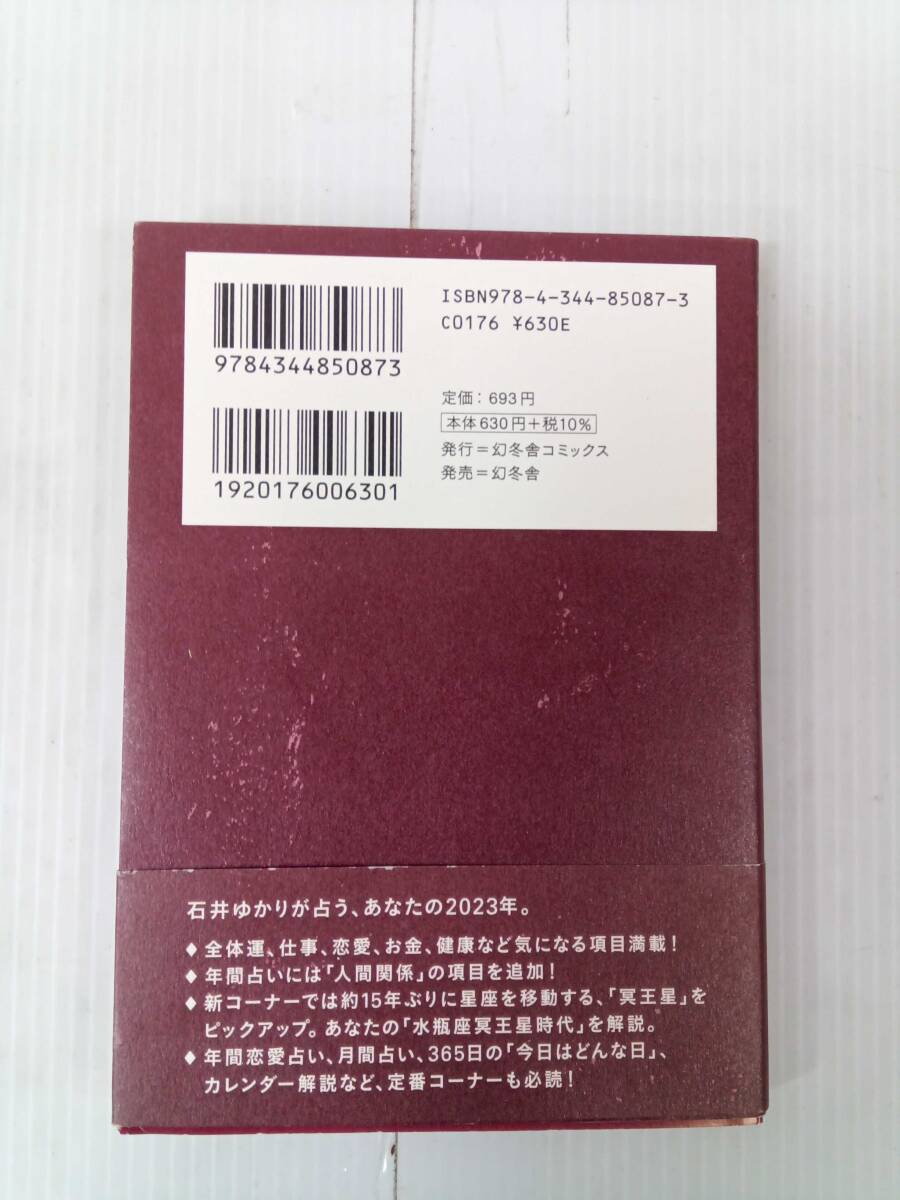 ISBN978-4-344-85087-3
C0176 ¥630E
9784344850873
定価：693円
本体630円+税10%
発行＝幻冬舎コミックス
発売＝幻冬舎
1920176006301
石井ゆかりが占う、あなたの2023年。
◆全体運、仕事、恋愛、お金、健康など気になる項目満載！
◆年間占いには「人間関係」の項目を追加！
◆新コーナーでは約15年ぶりに星座を移動する、「冥王星」を
ピックアップ。あなたの「水瓶座冥王星時代」を解説。
◆年間恋愛占い、月間占い、365日の「今日はどんな日」、
カレンダー解説など、定番コーナーも必読！